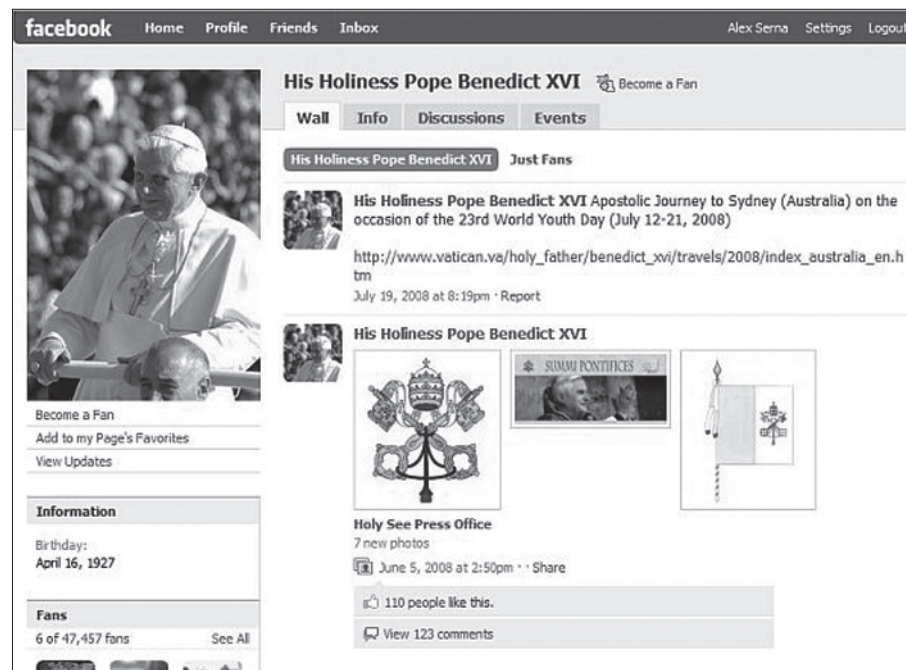 facebook Home Profile Friends Inbox Alex Serna Settings Logout
His Holiness Pope Benedict XVI Become a Fan
Wall Info Discussions Events
His Holiness Pope Benedict XVI Just Fans
His Holiness Pope Benedict XVI Apostolic Journey to Sydney (Australia) on the
occasion of the 23rd World Youth Day (July 12-21, 2008)
http://www.vatican.va/holy_father/benedict_xvi/travels/2008/index_australia_en.h
tm
July 19, 2008 at 8:19pm · Report
His Holiness Pope Benedict XVI
SUMMI PONTIFICES
Holy See Press Office
7 new photos
June 5, 2008 at 2:50pm · · Share
110 people like this.
View 123 comments
Become a Fan
Add to my Page's Favorites
View Updates
Information
Birthday:
April 16, 1927
Fans
6 of 47,457 fans See All